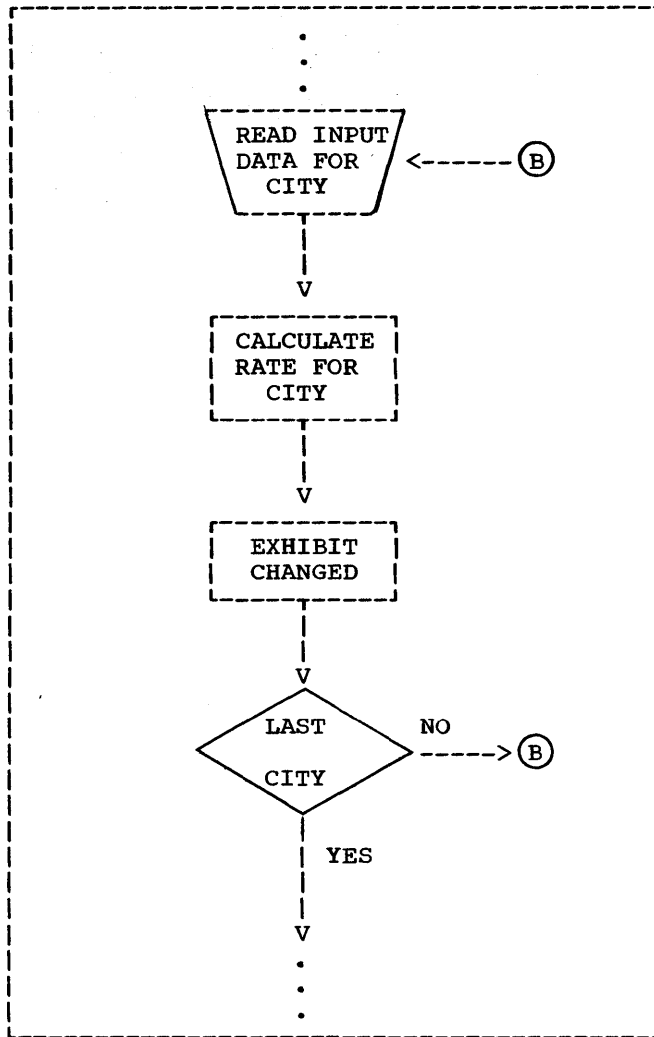 READ INPUT
DATA FOR
CITY
B
CALCULATE
RATE FOR
CITY
EXHIBIT
CHANGED
LAST
CITY
NO
B
YES